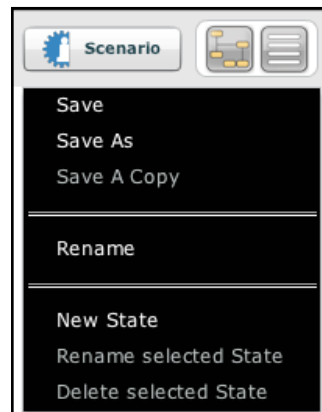 Scenario
Save
Save As
Save A Copy
Rename
New State
Rename selected State
Delete selected State